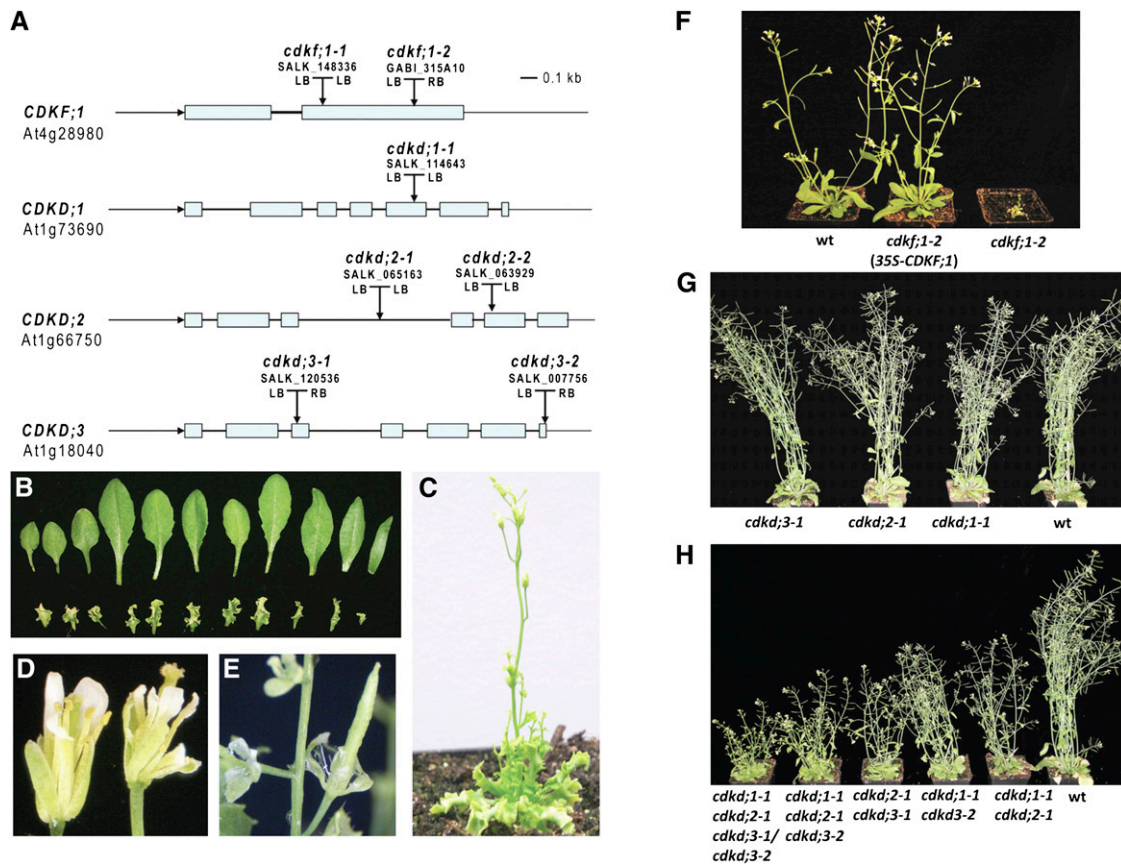 A
cdkf;1-1
SALK_148336
LB LB
cdkf;1-2
GABI_315A10
LB RB
0.1 kb
CDKF;1
At4g28980
cdkd;1-1
SALK_114643
LB LB
CDKD;1
At1g73690
cdkd;2-1
SALK_065163
LB LB
cdkd;2-2
SALK_063929
LB LB
CDKD;2
At1g66750
cdkd;3-1
SALK_120536
LB RB
cdkd;3-2
SALK_007756
LB RB
CDKD;3
At1g18040
B
C
D
E
F
wt
cdkf;1-2
(35S-CDKF;1)
cdkf;1-2
G
cdkd;3-1
cdkd;2-1
cdkd;1-1
wt
H
cdkd;1-1
cdkd;2-1
cdkd;3-1/
cdkd;3-2
cdkd;1-1
cdkd;2-1
cdkd;3-2
cdkd;2-1
cdkd;3-1
cdkd;1-1
cdkd3-2
cdkd;1-1
cdkd;2-1
wt